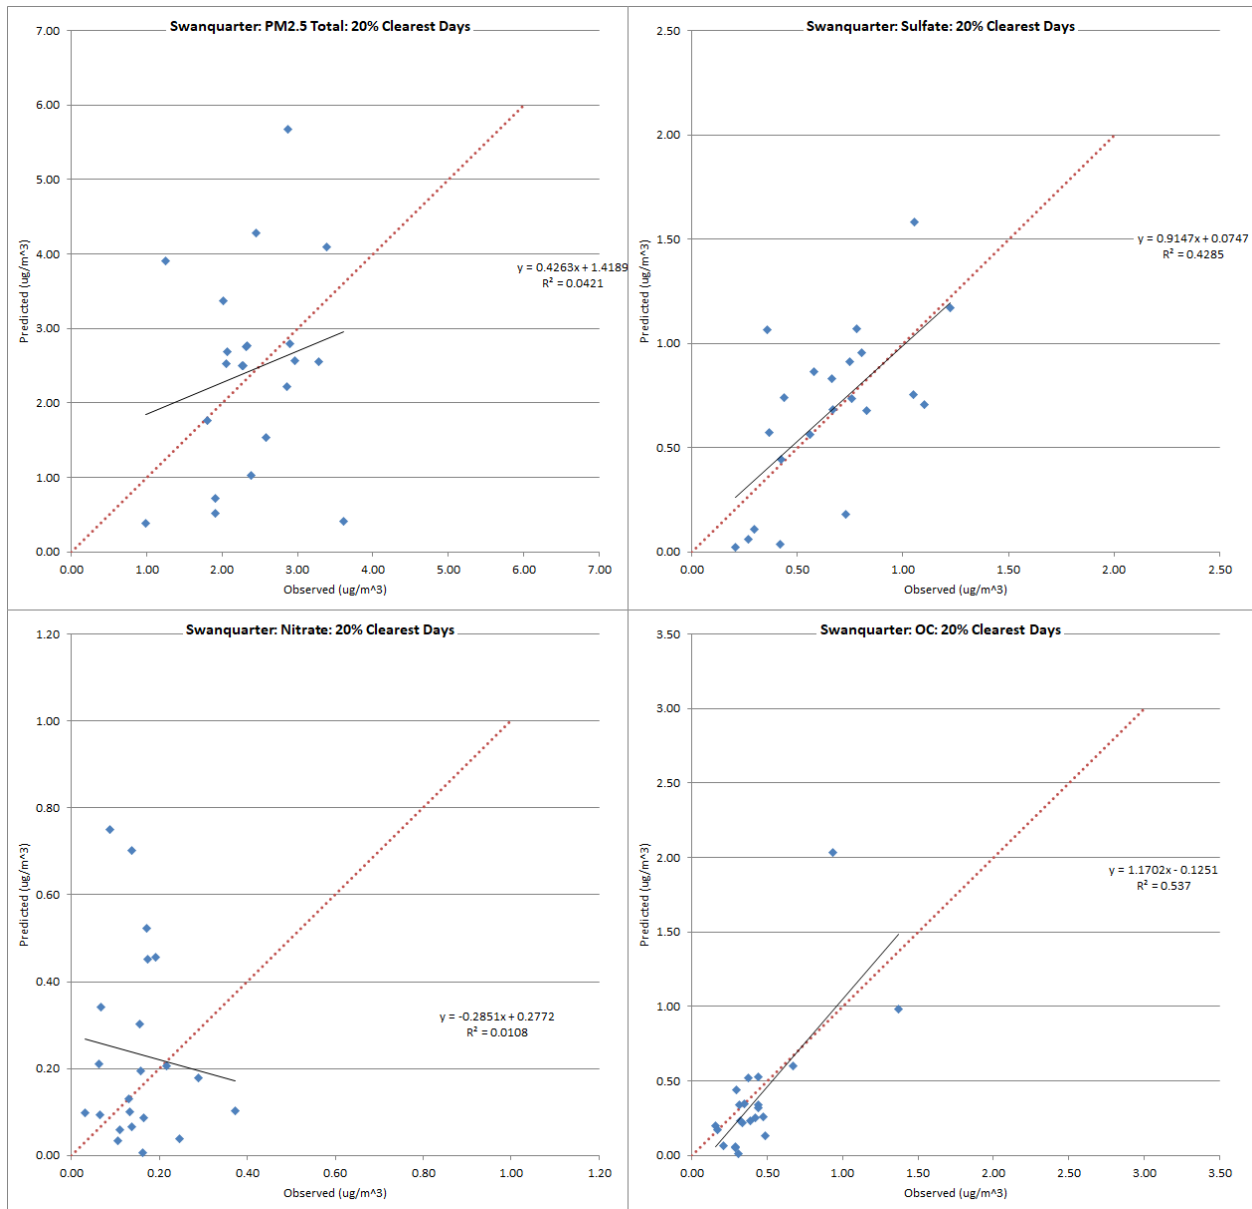 Swanquarter: PM2.5 Total: 20% Clearest Days
7.00
6.00
5.00
4.00
3.00
2.00
1.00
0.00
Predicted (ug/m^3)
y = 0.4263x + 1.4189
R² = 0.0421
0.00 1.00 2.00 3.00 4.00 5.00 6.00 7.00
Observed (ug/m^3)
Swanquarter: Sulfate: 20% Clearest Days
2.50
2.00
1.50
1.00
0.50
0.00
Predicted (ug/m^3)
y = 0.9147x + 0.0747
R² = 0.4285
0.00 0.50 1.00 1.50 2.00 2.50
Observed (ug/m^3)
Swanquarter: Nitrate: 20% Clearest Days
1.20
1.00
0.80
0.60
0.40
0.20
0.00
Predicted (ug/m^3)
y = -0.2851x + 0.2772
R² = 0.0108
0.00 0.20 0.40 0.60 0.80 1.00 1.20
Observed (ug/m^3)
Swanquarter: OC: 20% Clearest Days
3.50
3.00
2.50
2.00
1.50
1.00
0.50
0.00
Predicted (ug/m^3)
y = 1.1702x - 0.1251
R² = 0.537
0.00 0.50 1.00 1.50 2.00 2.50 3.00 3.50
Observed (ug/m^3)